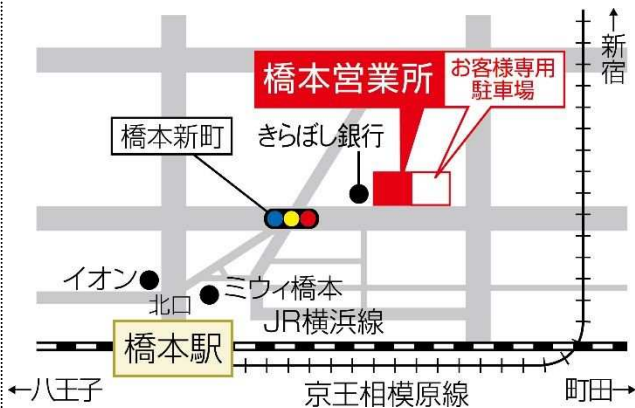 ↑新宿
橋本営業所
お客様専用
駐車場
橋本新町
きらぼし銀行
イオン
北口
ミウィ橋本
JR横浜線
橋本駅
←八王子
京王相模原線
町田→